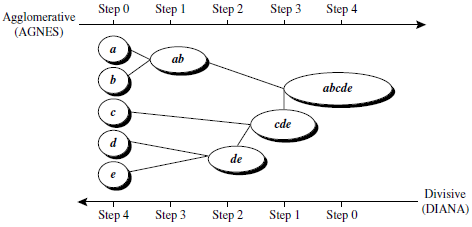 Agglomerative
(AGNES)
Step 0 Step 1 Step 2 Step 3 Step 4
a
b
ab
abcde
c
cde
d
de
e
Divisive
(DIANA)
Step 4 Step 3 Step 2 Step 1 Step 0